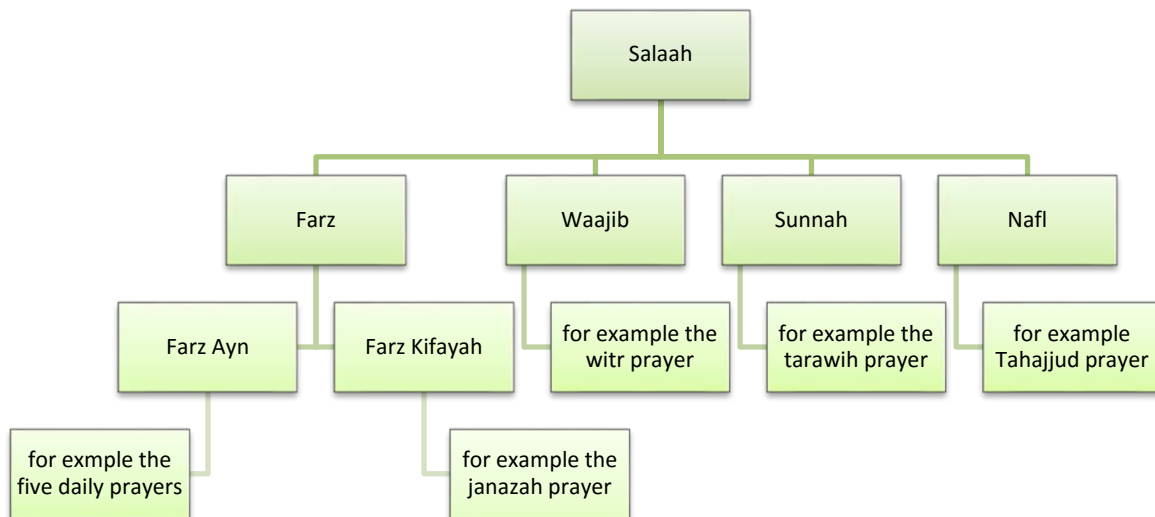 Salaah
Farz
Waajib
Sunnah
Nafl
Farz Ayn
Farz Kifayah
for example the
witr prayer
for example the
tarawih prayer
for example
Tahajjud prayer
for exmple the
five daily prayers
for example the
janazah prayer